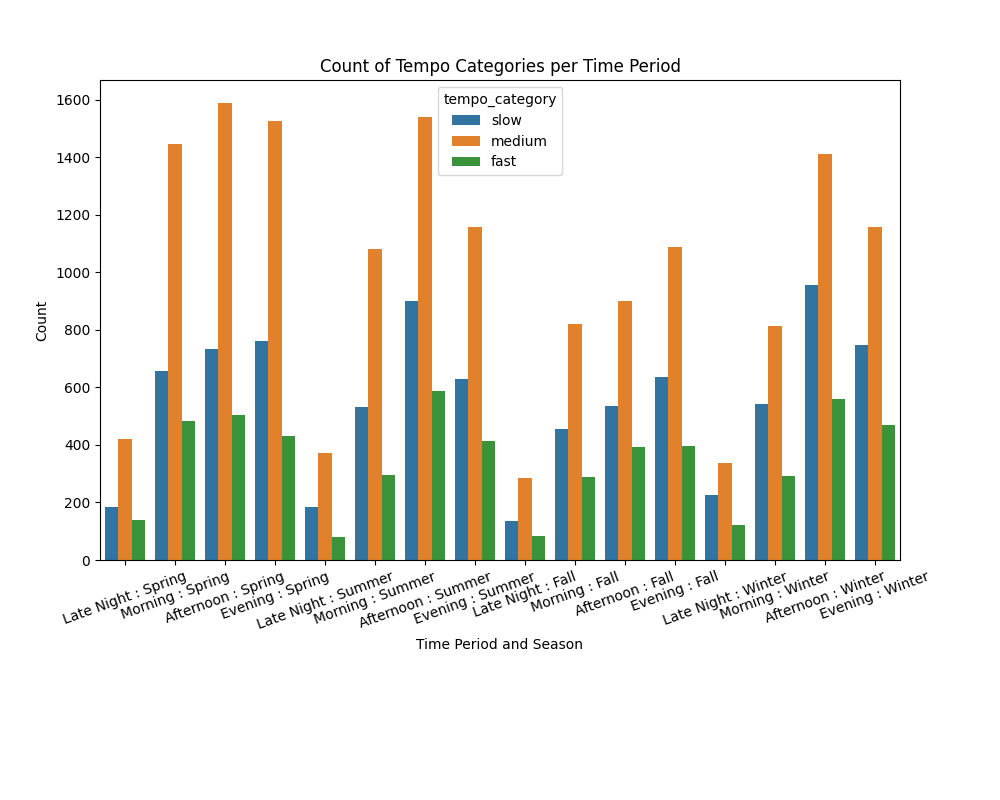 Count of Tempo Categories per Time Period
tempo_category
slow
medium
fast
Count
1600
1400
1200
1000
800
600
400
200
0
Late Night : Spring
Morning : Spring
Afternoon : Spring
Evening : Spring
Late Night : Summer
Morning : Summer
Afternoon : Summer
Evening : Summer
Late Night : Fall
Morning : Fall
Afternoon : Fall
Evening : Fall
Late Night : Winter
Morning : Winter
Afternoon : Winter
Evening : Winter
Time Period and Season